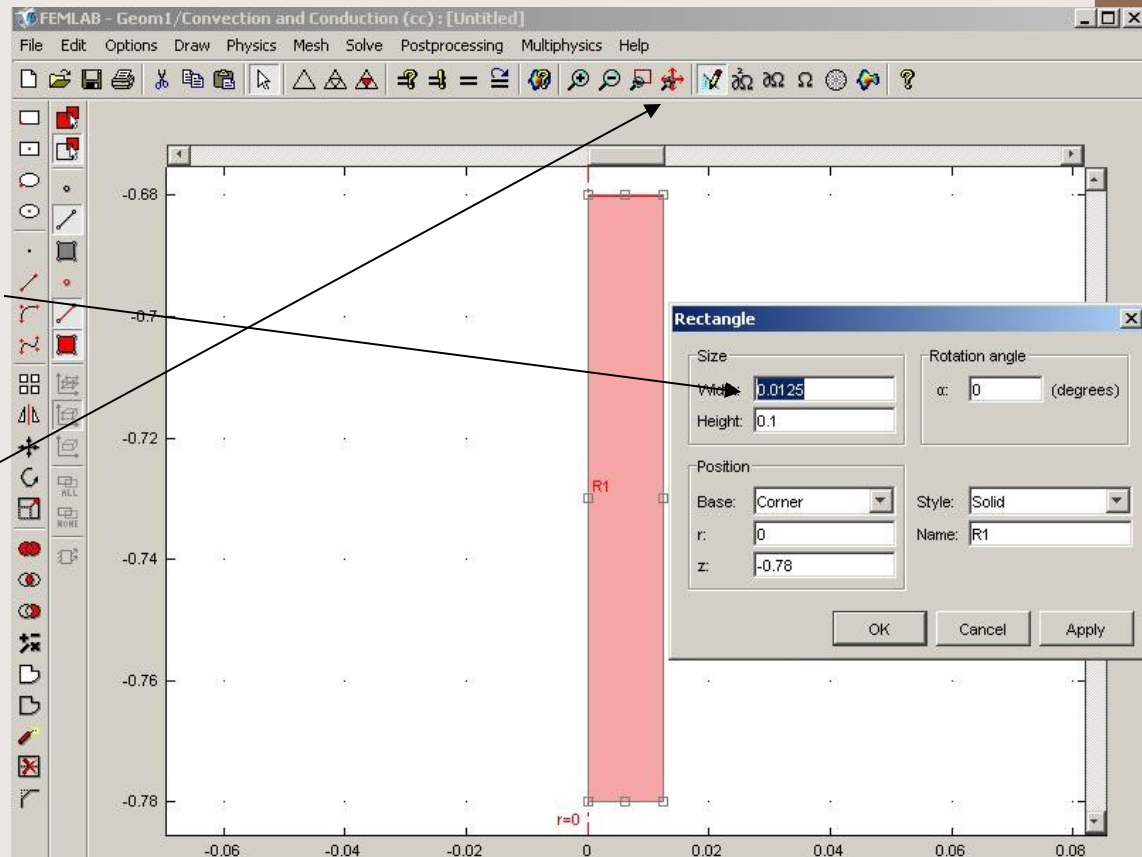 FEMLAB - Geom1/Convection and Conduction (cc) : [Untitled]
File Edit Options Draw Physics Mesh Solve Postprocessing Multiphysics Help
-0.68
-0.7
-0.72
-0.74
-0.76
-0.78
R1
r=0
-0.06 -0.04 -0.02 0 0.02 0.04 0.06 0.08
ALL
NONE
Rectangle
Size
Width: 0.0125
Height: 0.1
Rotation angle
α: 0 (degrees)
Position
Base: Corner
r: 0
z: -0.78
Style: Solid
Name: R1
OK Cancel Apply